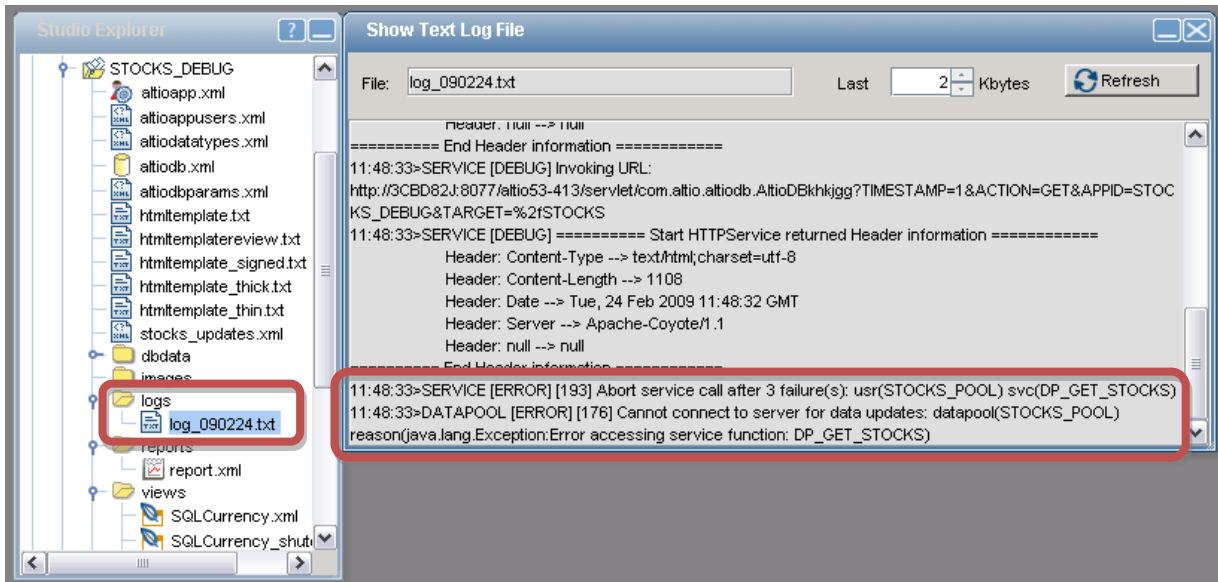 Studio Explorer
?
STOCKS_DEBUG
altioapp.xml
altioappusers.xml
altiodatatypes.xml
altiodb.xml
altiodbparams.xml
htmltemplate.txt
htmltemplatereview.txt
htmltemplate_signed.txt
htmltemplate_thick.txt
htmltemplate_thin.txt
stocks_updates.xml
dbdata
images
logs
log_090224.txt
reports
report.xml
views
SQLCurrency.xml
SQLCurrency_shut
Show Text Log File
File: log_090224.txt Last 2 Kbytes Refresh
Header: null --> null
========== End Header information ============
11:48:33>SERVICE [DEBUG] Invoking URL:
http://3CBD82J:8077/altio53-413/servlet/com.altio.altiodb.AltioDBkhkjgg?TIMESTAMP=1&ACTION=GET&APPID=STOC
KS_DEBUG&TARGET=%2fSTOCKS
11:48:33>SERVICE [DEBUG] ========== Start HTTPService returned Header information ============
Header: Content-Type --> text/html;charset=utf-8
Header: Content-Length --> 1108
Header: Date --> Tue, 24 Feb 2009 11:48:32 GMT
Header: Server --> Apache-Coyote/1.1
Header: null --> null
========== End Header information ============
11:48:33>SERVICE [ERROR] [193] Abort service call after 3 failure(s): usr(STOCKS_POOL) svc(DP_GET_STOCKS)
11:48:33>DATAPOOL [ERROR] [176] Cannot connect to server for data updates: datapool(STOCKS_POOL)
reason(java.lang.Exception:Error accessing service function: DP_GET_STOCKS)